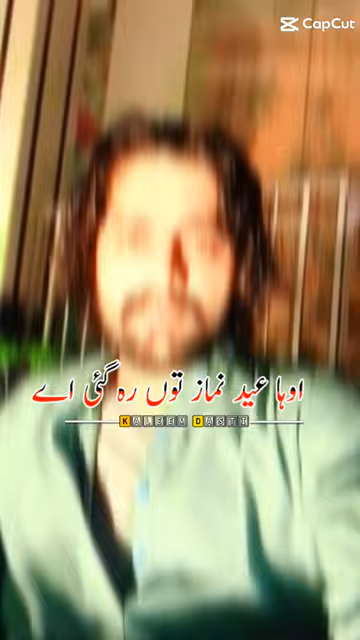 CapCut
اوہا عید نماز توں رہ گئی اے
KALEEM DASTI